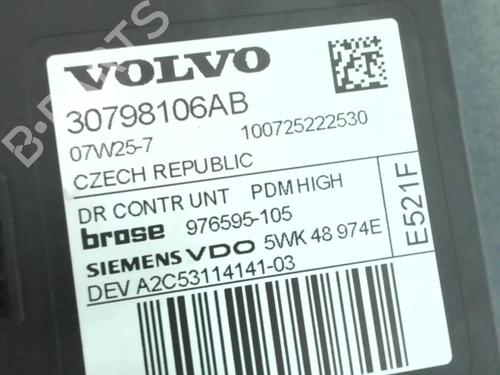 VOLVO
30798106AB
07W25-7 100725222530
CZECH REPUBLIC
DR CONTR UNT PDM HIGH
brose 976595-105
SIEMENS VDO 5WK 48 974E
DEV A2C53114141-03
E521F
B-PARTS